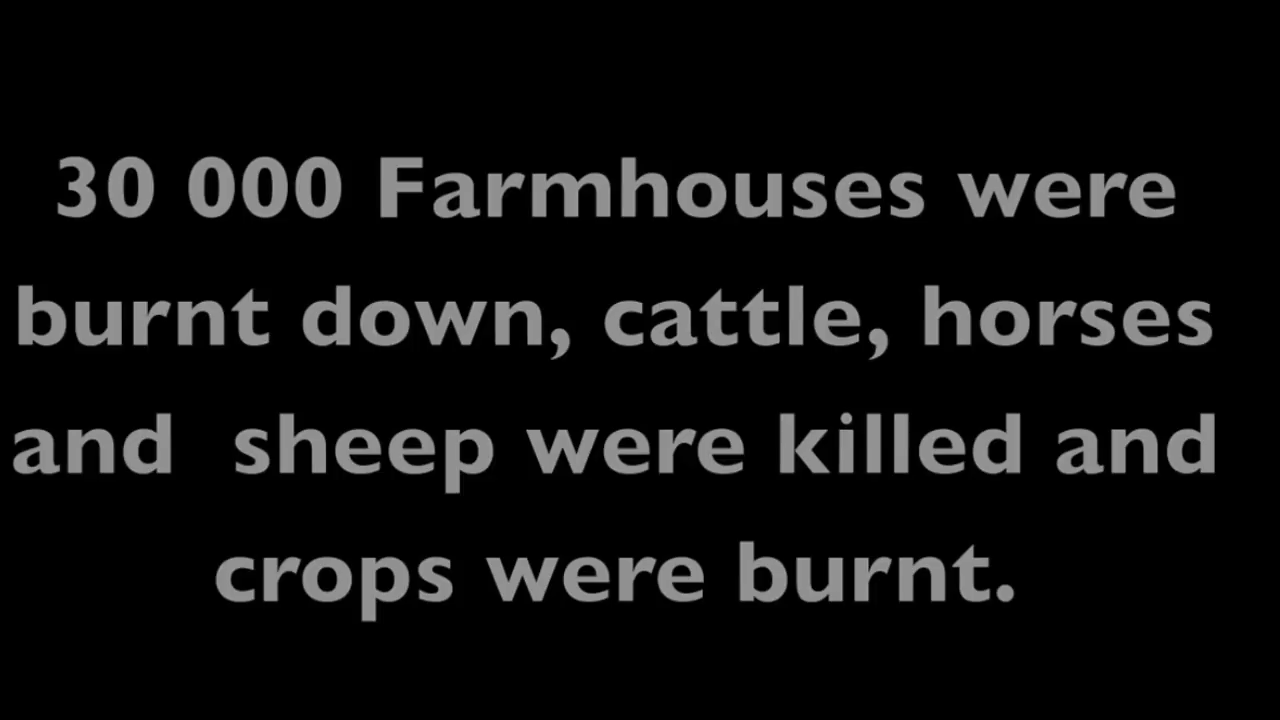 30 000 Farmhouses were
burnt down, cattle, horses
and  sheep were killed and
crops were burnt.